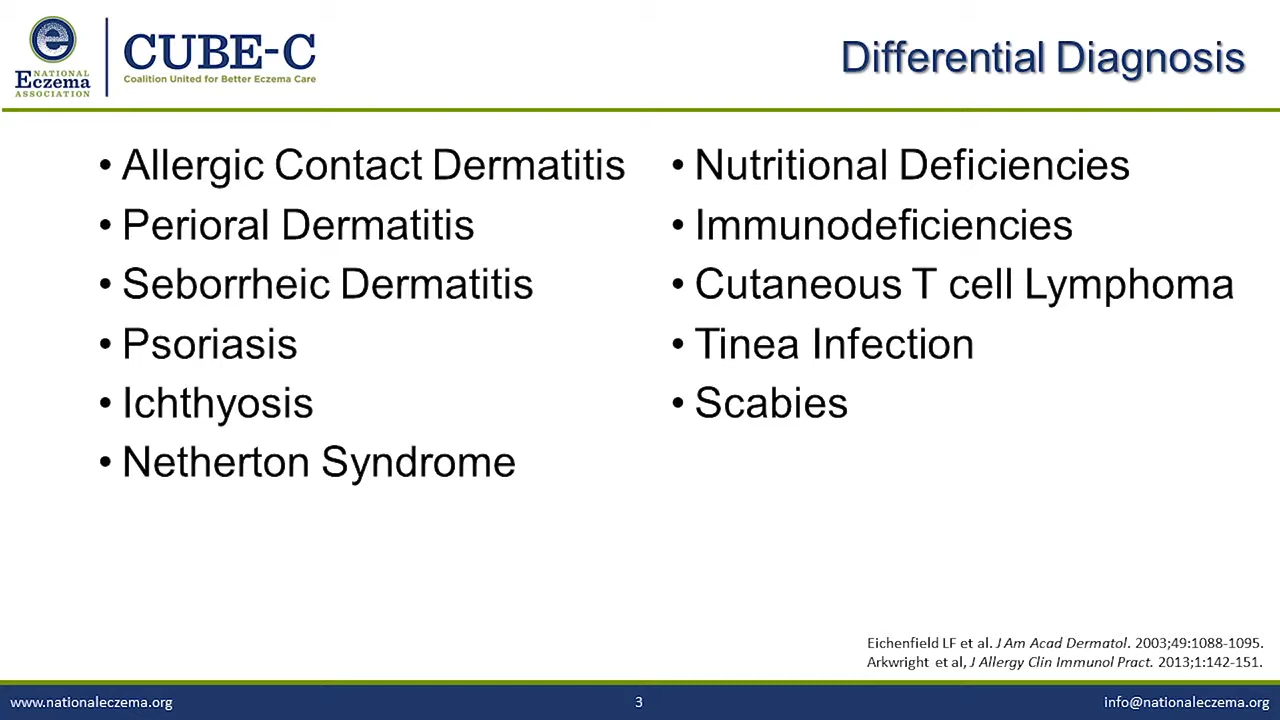 e
NATIONAL
Eczema
ASSOCIATION
CUBE-C
Coalition United for Better Eczema Care
Differential Diagnosis
• Allergic Contact Dermatitis
• Perioral Dermatitis
• Seborrheic Dermatitis
• Psoriasis
• Ichthyosis
• Netherton Syndrome
• Nutritional Deficiencies
• Immunodeficiencies
• Cutaneous T cell Lymphoma
• Tinea Infection
• Scabies
Eichenfield LF et al. J Am Acad Dermatol. 2003;49:1088-1095.
Arkwright et al, J Allergy Clin Immunol Pract. 2013;1:142-151.
www.nationaleczema.org
3
info@nationaleczema.org